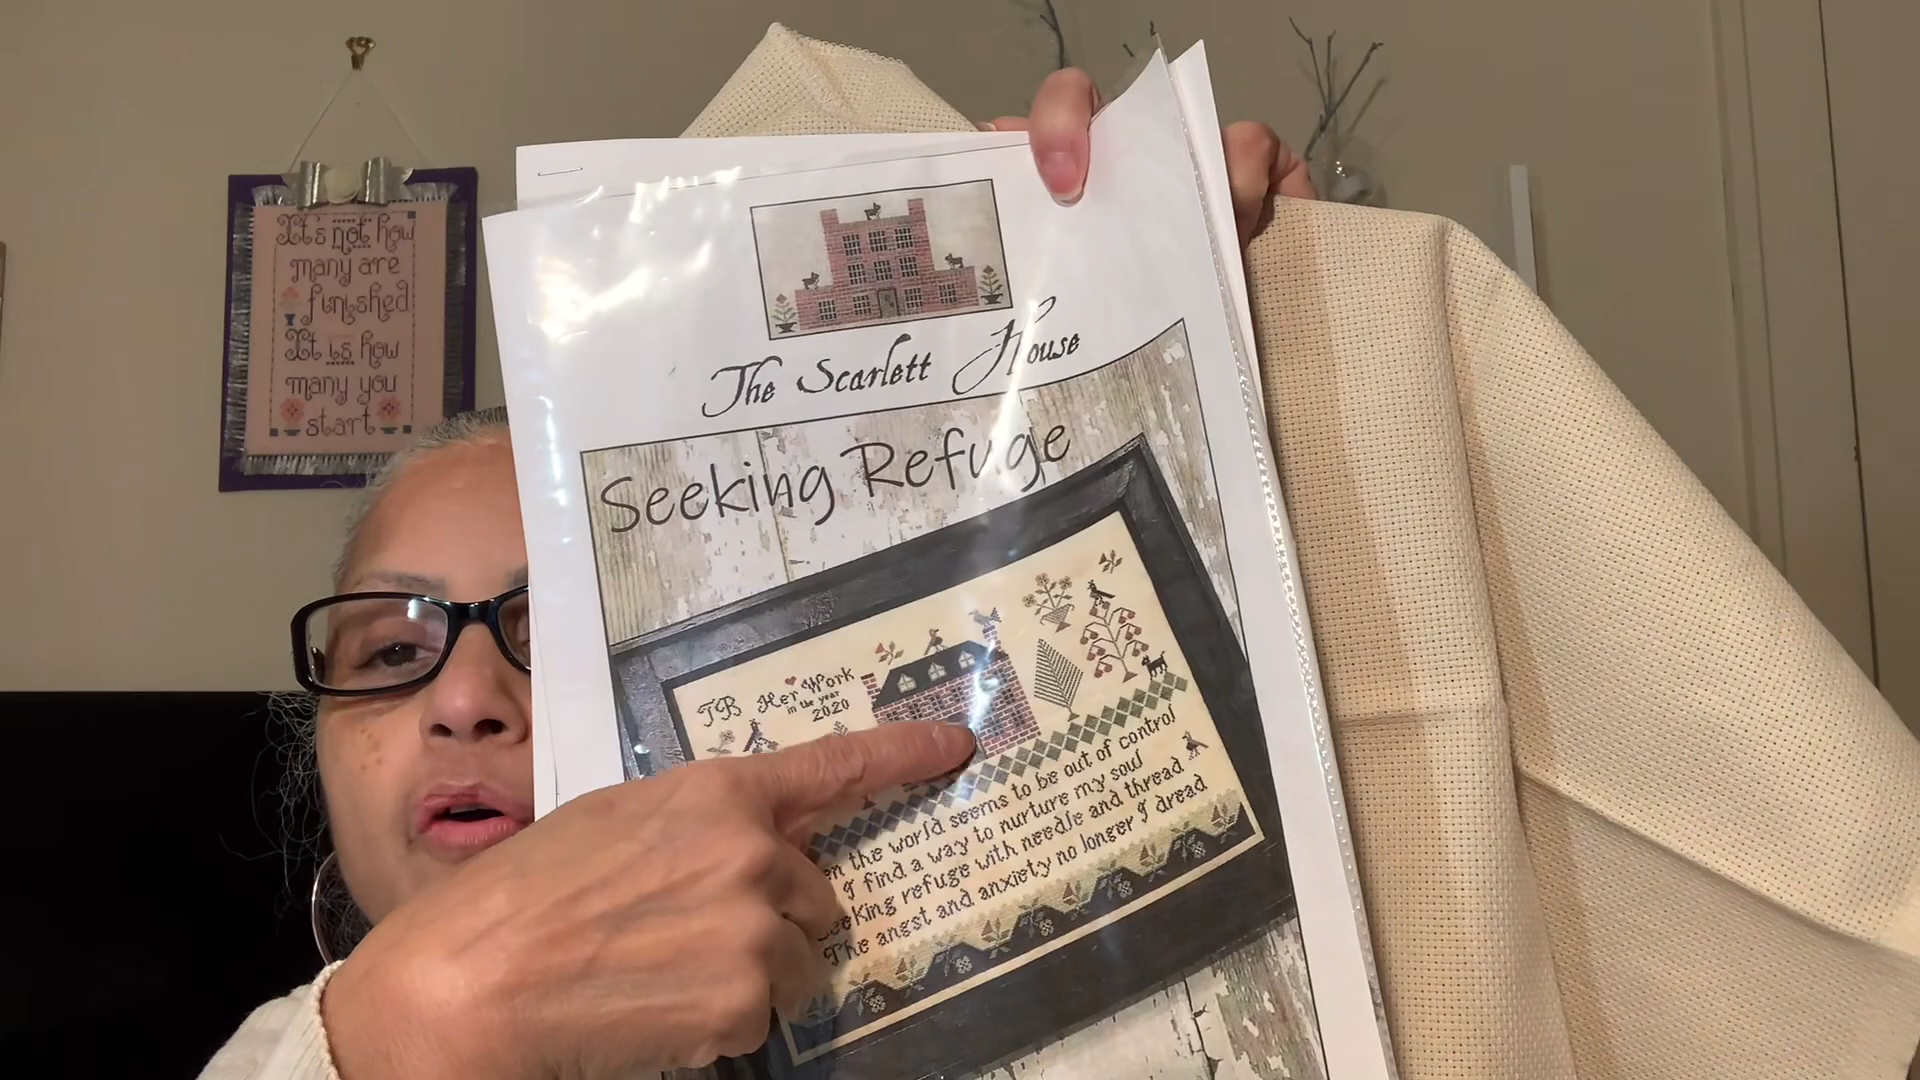 It's not how
many are
finished
It is how
many you
start
The Scarlett House
Seeking Refuge
TB Her Work
in the year
2020
the world seems to be out of control
I find a way to nurture my soul
refuge with needle and thread
The angst and anxiety no longer I dread